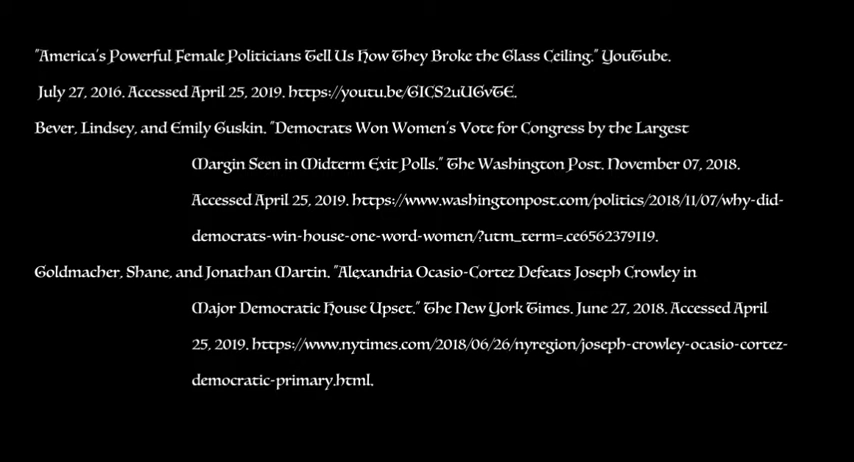 "America's Powerful Female Politicians Tell Us How They Broke the Glass Ceiling." YouTube.
July 27, 2016. Accessed April 25, 2019. https://youtu.be/GICS2uUGvTE.
Bever, Lindsey, and Emily Guskin. "Democrats Won Women's Vote for Congress by the Largest
Margin Seen in Midterm Exit Polls." The Washington Post. November 07, 2018.
Accessed April 25, 2019. https://www.washingtonpost.com/politics/2018/11/07/why-did-
democrats-win-house-one-word-women/?utm_term=.ce6562379119.
Goldmacher, Shane, and Jonathan Martin. "Alexandria Ocasio-Cortez Defeats Joseph Crowley in
Major Democratic House Upset." The New York Times. June 27, 2018. Accessed April
25, 2019. https://www.nytimes.com/2018/06/26/nyregion/joseph-crowley-ocasio-cortez-
democratic-primary.html.